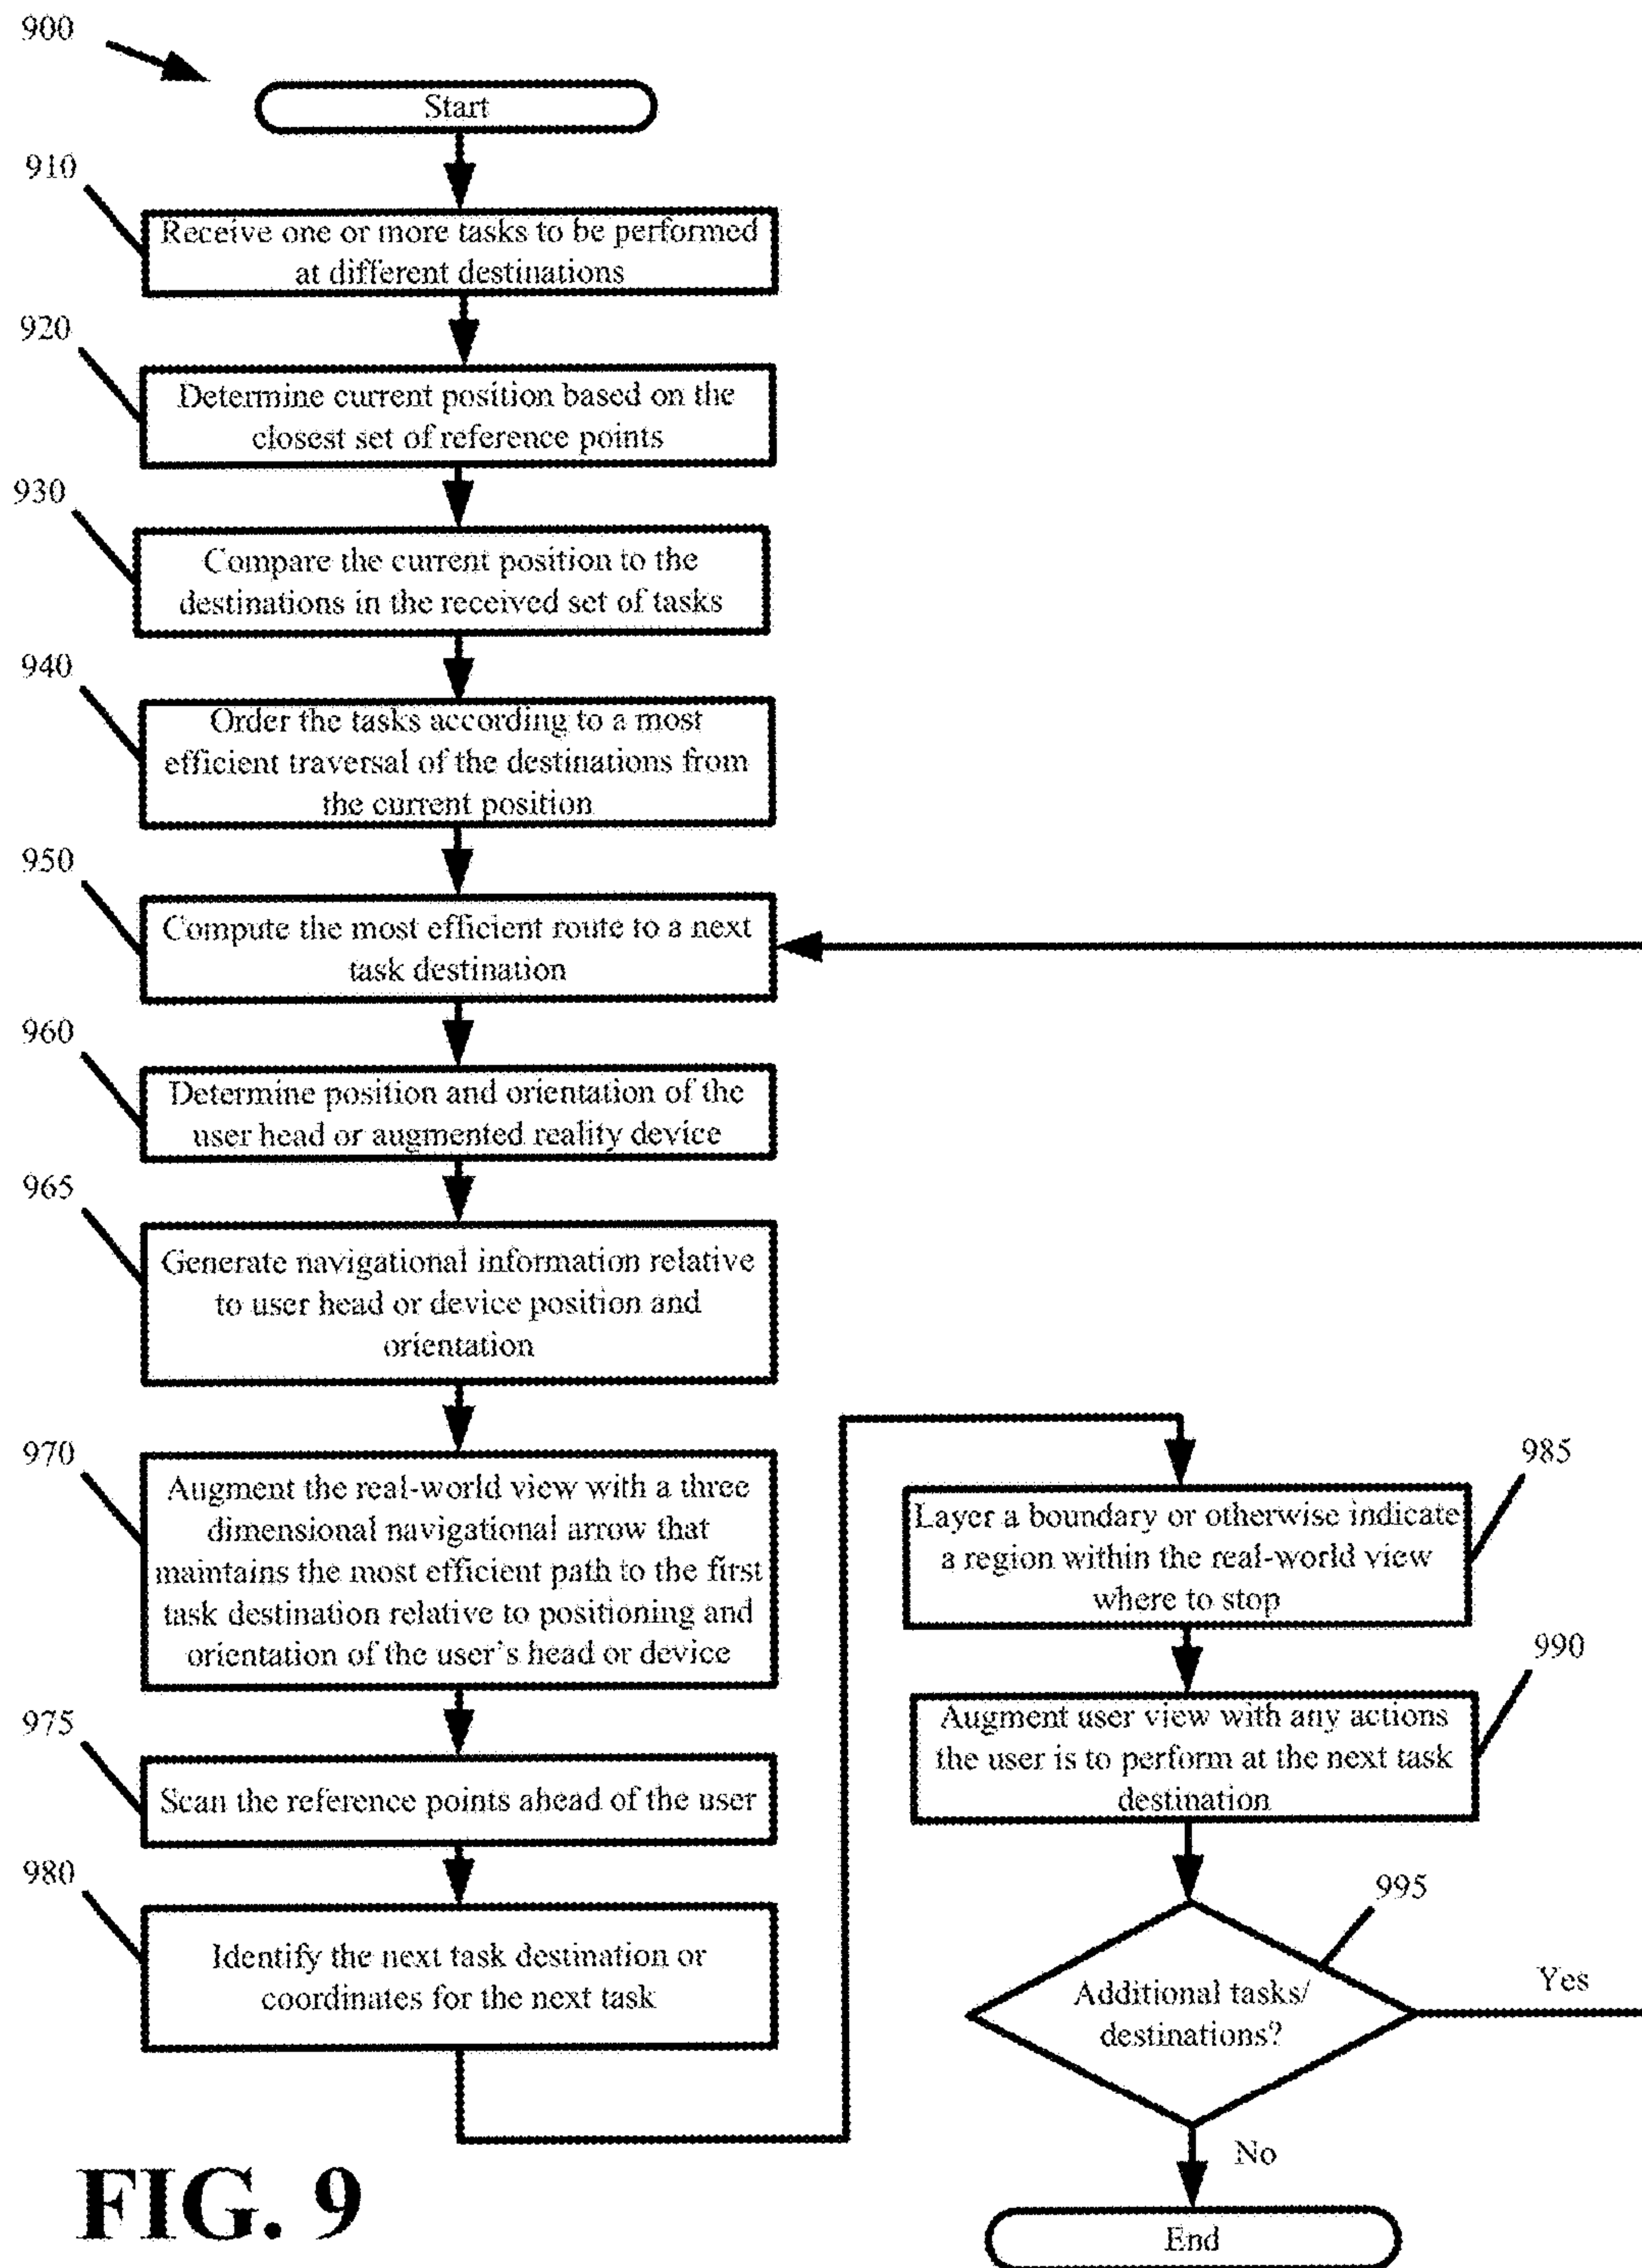 900
Start
910
Receive one or more tasks to be performed
at different destinations
920
Determine current position based on the
closest set of reference points
930
Compare the current position to the
destinations in the received set of tasks
940
Order the tasks according to a most
efficient traversal of the destinations from
the current position
950
Compute the most efficient route to a next
task destination
960
Determine position and orientation of the
user head or augmented reality device
965
Generate navigational information relative
to user head or device position and
orientation
970
Augment the real-world view with a three
dimensional navigational arrow that
maintains the most efficient path to the first
task destination relative to positioning and
orientation of the user's head or device
975
Scan the reference points ahead of the user
980
Identify the next task destination or
coordinates for the next task
985
Layer a boundary or otherwise indicate
a region within the real-world view
where to stop
990
Augment user view with any actions
the user is to perform at the next task
destination
995
Additional tasks/
destinations?
Yes
No
End
FIG. 9